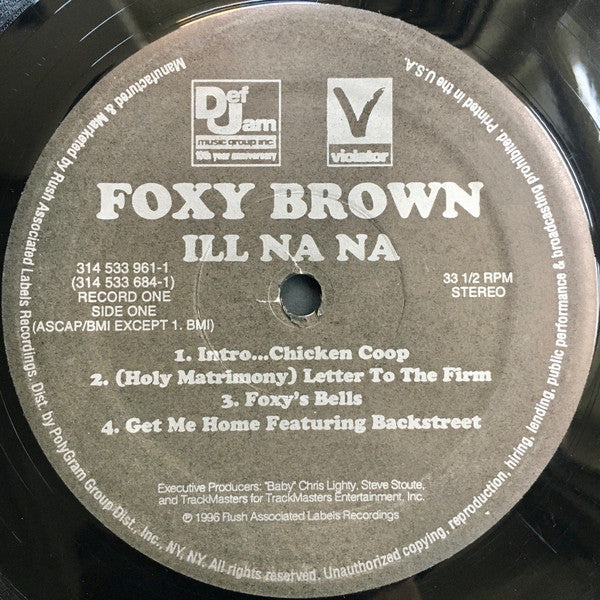 Def
Jam
music group inc.
10th year anniversary
V
violator
FOXY BROWN
ILL NA NA
314 533 961-1
(314 533 684-1)
RECORD ONE
SIDE ONE
(ASCAP/BMI EXCEPT 1. BMI)
33 1/2 RPM
STEREO
1. Intro...Chicken Coop
2. (Holy Matrimony) Letter To The Firm
3. Foxy's Bells
4. Get Me Home Featuring Backstreet
Executive Producers: "Baby" Chris Lighty, Steve Stoute,
and TrackMasters for TrackMasters Entertainment, Inc.
℗ 1996 Rush Associated Labels Recordings
Manufactured & Marketed by Rush Associated Labels Recordings. Dist. by PolyGram Group Dist., Inc., NY, NY. All rights reserved. Unauthorized copying, reproduction, hiring, lending, public performance & broadcasting prohibited. Printed in the U.S.A.